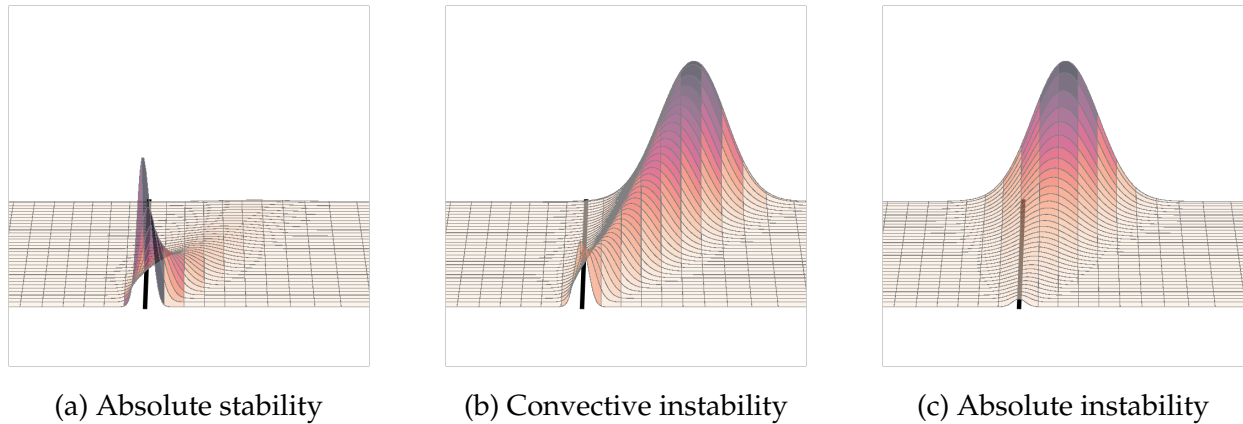 (a) Absolute stability
(b) Convective instability
(c) Absolute instability